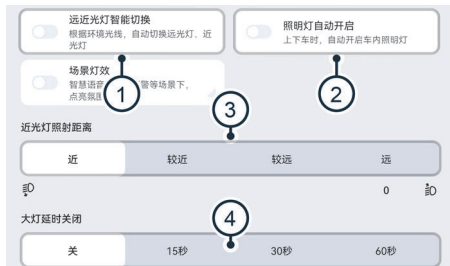 远近光灯智能切换
根据环境光线，自动切换远光灯、近
光灯
照明灯自动开启
上下车时，自动开启车内照明灯
场景灯效
智慧语音 警等场景下，
点亮氛围
1
2
近光灯照射距离
3
近 较近 较远 远
0
大灯延时关闭
4
关 15秒 30秒 60秒